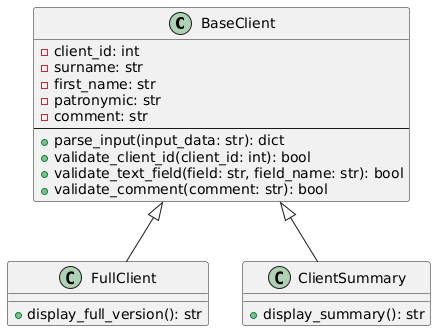 C BaseClient
client_id: int
surname: str
first_name: str
patronymic: str
comment: str
parse_input(input_data: str): dict
validate_client_id(client_id: int): bool
validate_text_field(field: str, field_name: str): bool
validate_comment(comment: str): bool
C FullClient
display_full_version(): str
C ClientSummary
display_summary(): str